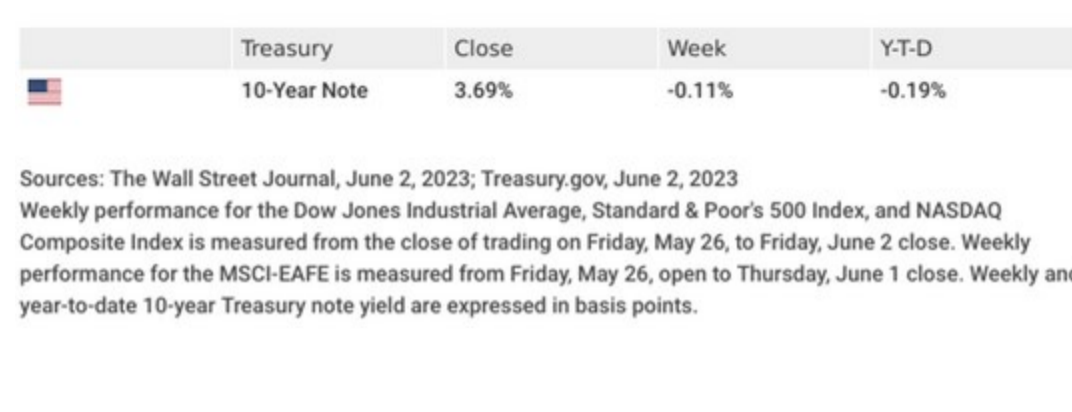 Treasury Close Week Y-T-D
10-Year Note 3.69% -0.11% -0.19%
Sources: The Wall Street Journal, June 2, 2023; Treasury.gov, June 2, 2023
Weekly performance for the Dow Jones Industrial Average, Standard & Poor's 500 Index, and NASDAQ
Composite Index is measured from the close of trading on Friday, May 26, to Friday, June 2 close. Weekly
performance for the MSCI-EAFE is measured from Friday, May 26, open to Thursday, June 1 close. Weekly
year-to-date 10-year Treasury note yield are expressed in basis points.